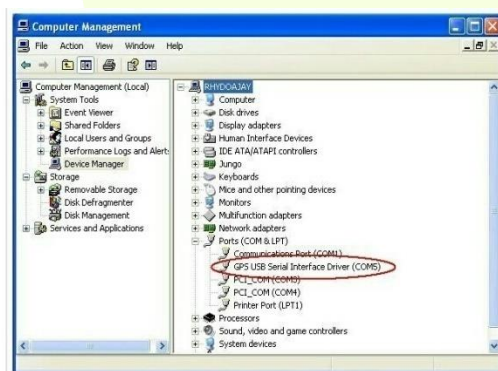 Computer Management
File Action View Window Help
Computer Management (Local)
System Tools
Event Viewer
Shared Folders
Local Users and Groups
Performance Logs and Alert:
Device Manager
Storage
Removable Storage
Disk Defragmenter
Disk Management
Services and Applications
RHYDOAJAY
Computer
Disk drives
Display adapters
Human Interface Devices
IDE ATA/ATAPI controllers
Jungo
Keyboards
Mice and other pointing devices
Monitors
Multifunction adapters
Network adapters
Ports (COM & LPT)
Communications Port (COM1)
GPS USB Serial Interface Driver (COM5)
PCI_COM (COM3)
PCI_COM (COM4)
Printer Port (LPT1)
Processors
Sound, video and game controllers
System devices